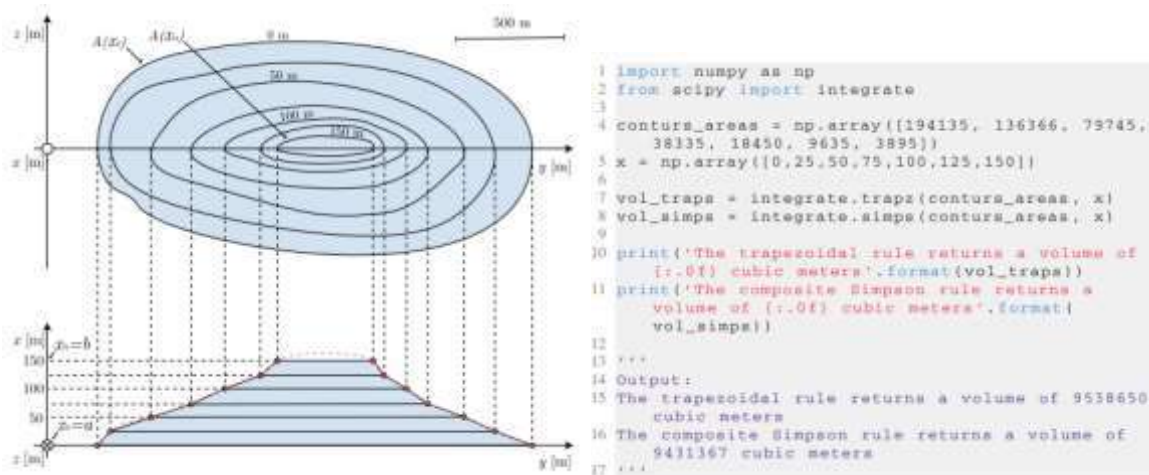 z [m]
A(x₀)
A(xₙ)
0 m
500 m
50 m
100 m
150 m
x [m]
y [m]
x [m]
xₙ=b
150
100
50
x₀=a
z [m]
y [m]
1 import numpy as np
2 from scipy import integrate
3
4 conturs_areas = np.array([194135, 136366, 79745,
38335, 18450, 9635, 3895])
5 x = np.array([0,25,50,75,100,125,150])
6
7 vol_traps = integrate.trapz(conturs_areas, x)
8 vol_simps = integrate.simps(conturs_areas, x)
9
10 print('The trapezoidal rule returns a volume of
{:.0f} cubic meters'.format(vol_traps))
11 print('The composite Simpson rule returns a
volume of {:.0f} cubic meters'.format(
vol_simps))
12
13 '''
14 Output:
15 The trapezoidal rule returns a volume of 9538650
cubic meters
16 The composite Simpson rule returns a volume of
9431367 cubic meters
17 '''